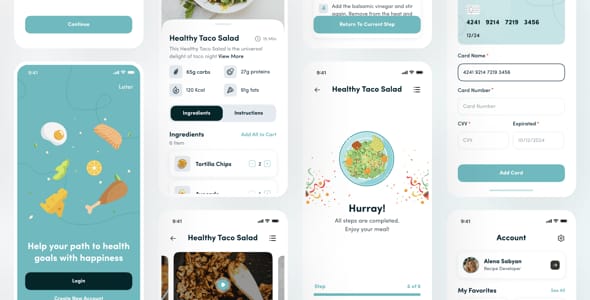 Continue
9:41
Later
Help your path to health
goals with happiness
Login
Create New Account
Healthy Taco Salad
15 Min
This Healthy Taco Salad is the universal
delight of taco night View More
65g carbs
27g proteins
120 Kcal
91g fats
Ingredients
Instructions
Ingredients
6 Item
Add All to Cart
Tortilla Chips
2
9:41
Healthy Taco Salad
Add the balsamic vinegar and stir
again. Remove from the heat and
Return To Current Step
9:41
Healthy Taco Salad
Hurray!
All steps are completed.
Enjoy your meal!
Step
4241 9214 7219 3456
12/24
Card Name *
4241 9214 7219 3456
Card Number *
Card Number
CVV *
Expirated *
CVV
10/12/2024
Add Card
9:41
Account
Alena Sabyan
Recipe Developer
My Favorites
See All